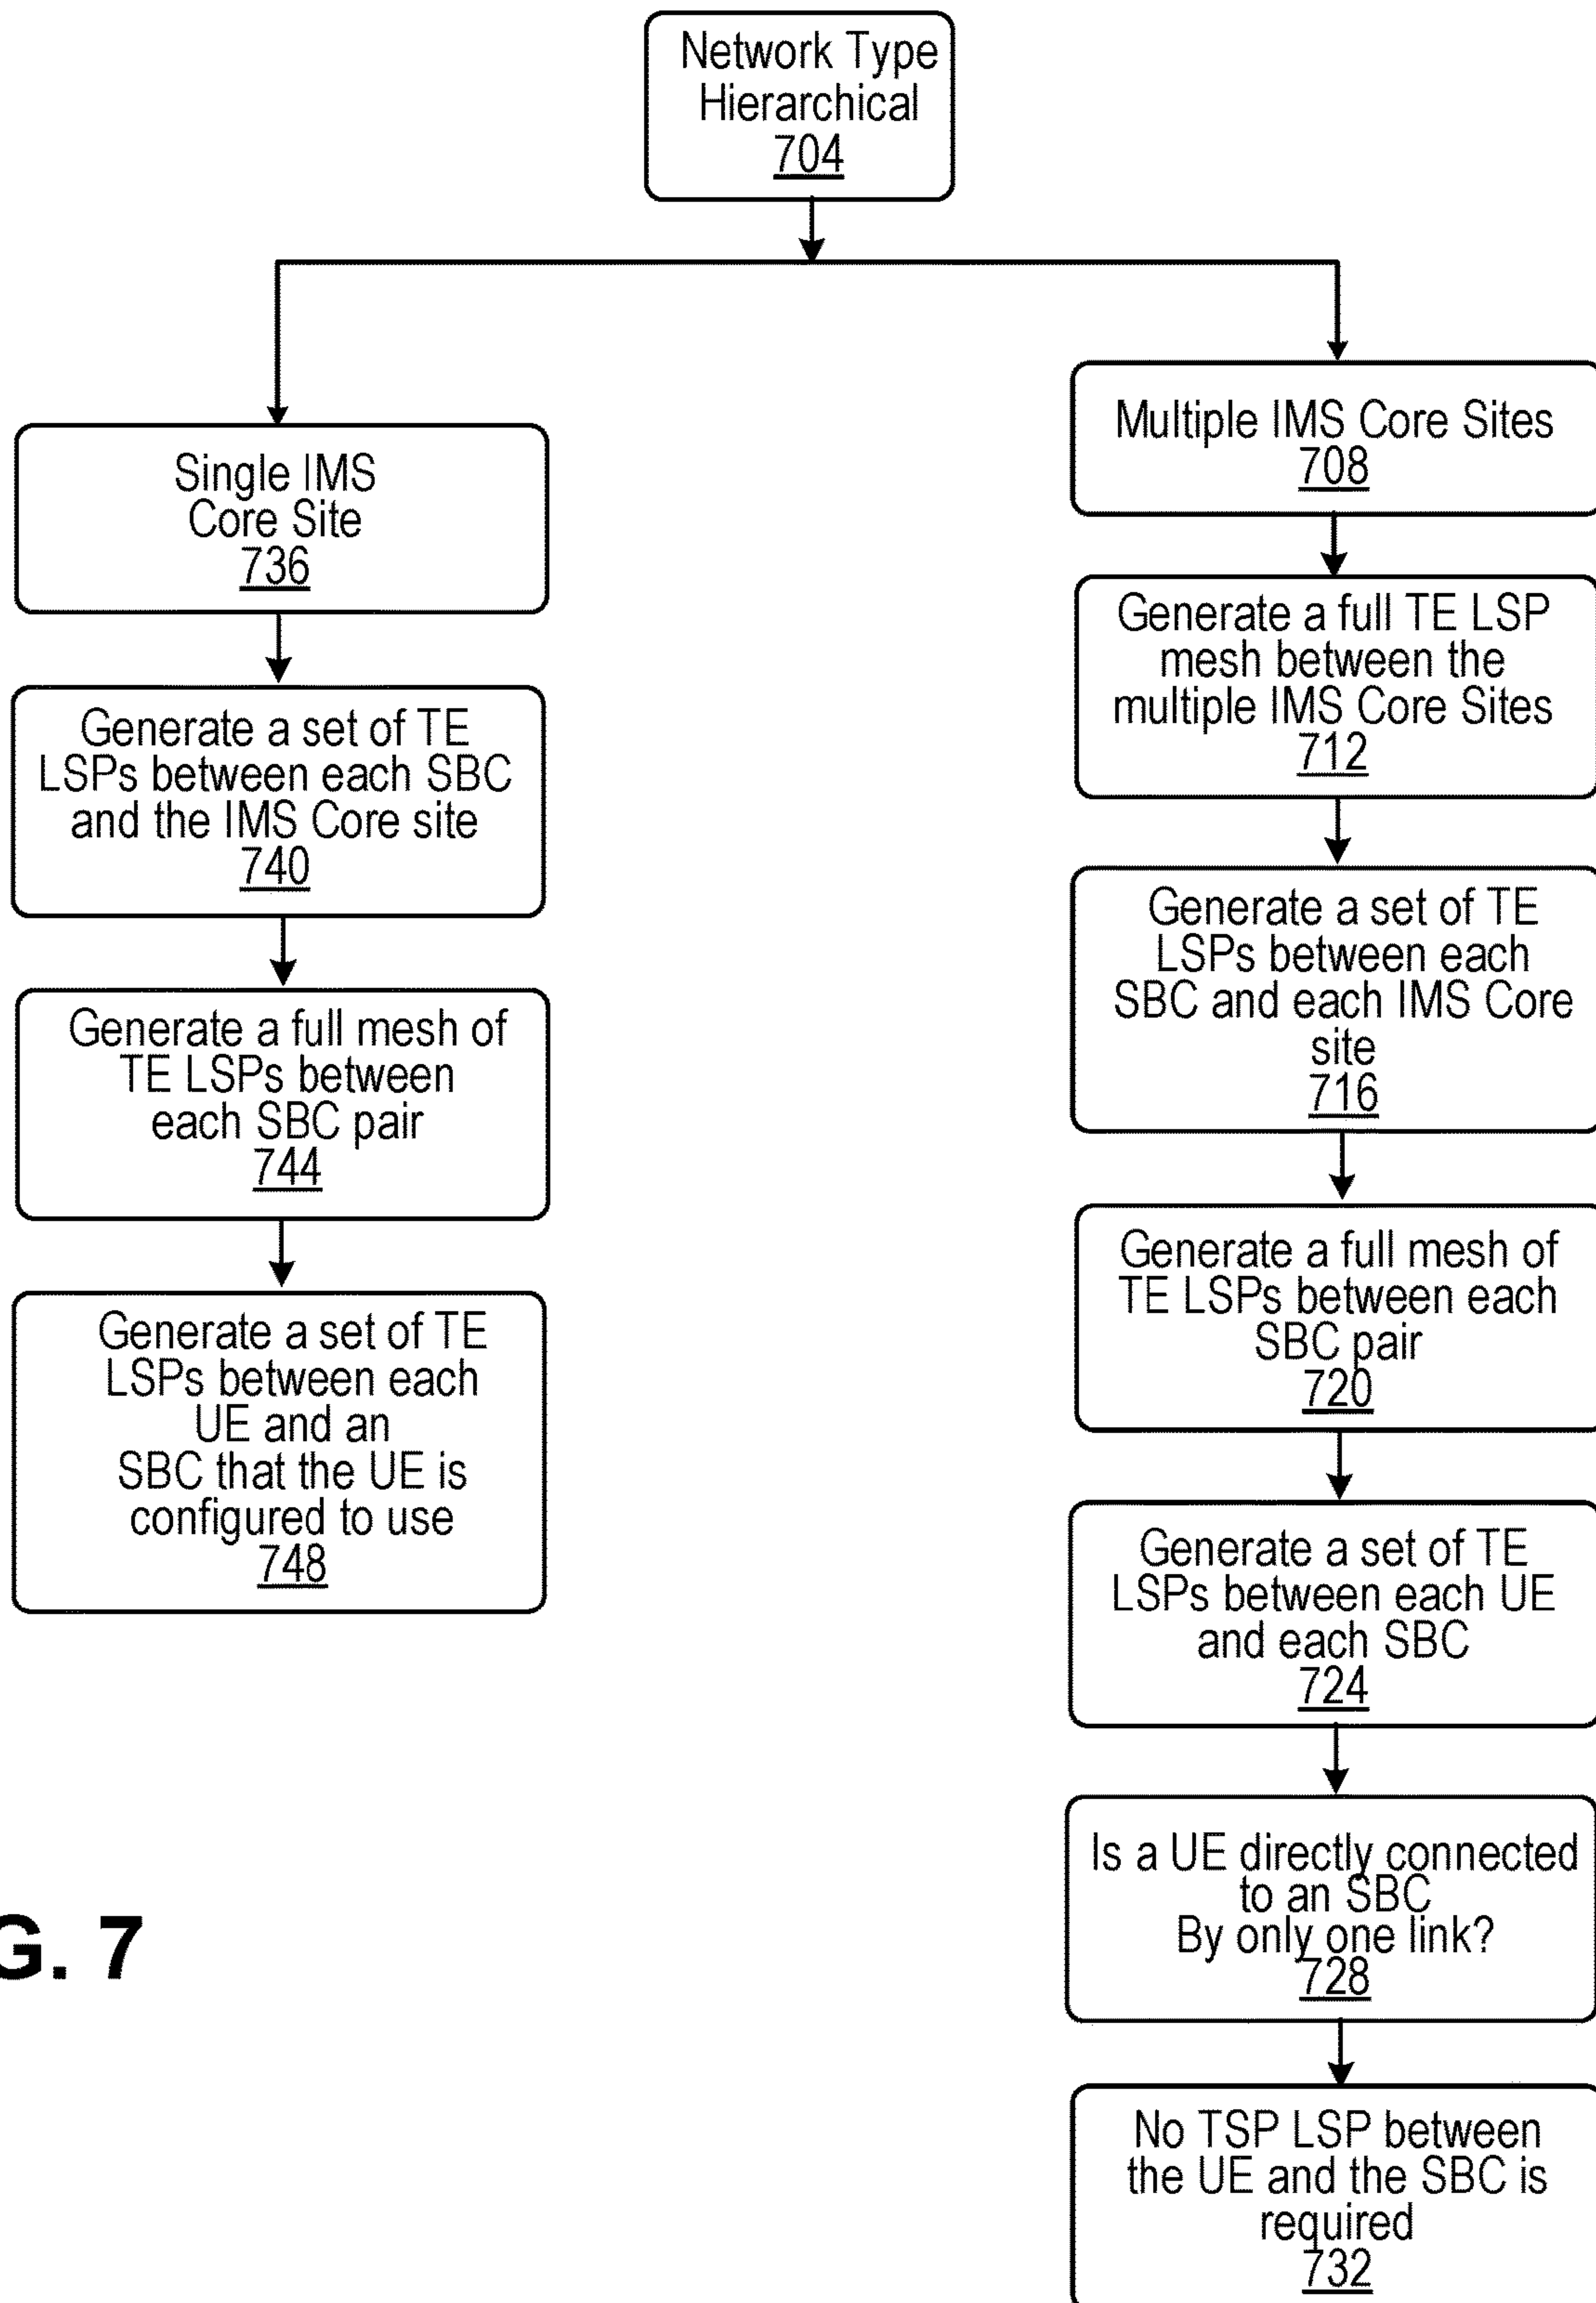 Network Type
Hierarchical
704
Single IMS
Core Site
736
Generate a set of TE
LSPs between each SBC
and the IMS Core site
740
Generate a full mesh of
TE LSPs between
each SBC pair
744
Generate a set of TE
LSPs between each
UE and an
SBC that the UE is
configured to use
748
Multiple IMS Core Sites
708
Generate a full TE LSP
mesh between the
multiple IMS Core Sites
712
Generate a set of TE
LSPs between each
SBC and each IMS Core
site
716
Generate a full mesh of
TE LSPs between each
SBC pair
720
Generate a set of TE
LSPs between each UE
and each SBC
724
Is a UE directly connected
to an SBC
By only one link?
728
No TSP LSP between
the UE and the SBC is
required
732
G. 7